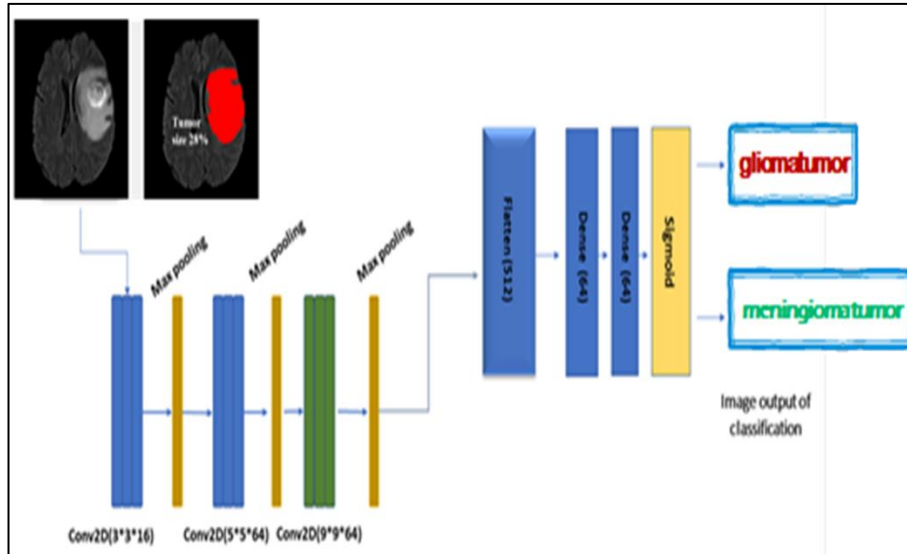 Tumor
size 28%
Max pooling
Max pooling
Max pooling
Conv2D(3*3*16)
Conv2D(5*5*64)
Conv2D(9*9*64)
Flatten (512)
Dense (64)
Dense (64)
Sigmoid
gliomatumor
meningiomatumor
Image output of
classification